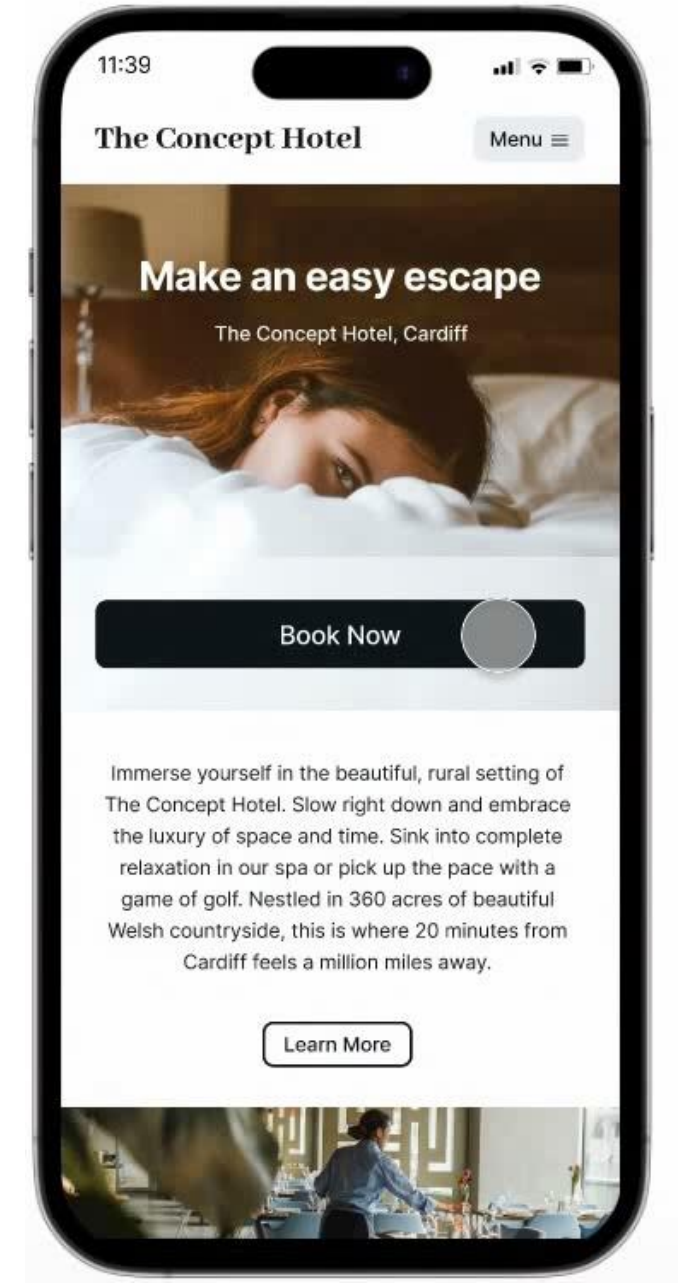 11:39
The Concept Hotel
Menu
Make an easy escape
The Concept Hotel, Cardiff
Book Now
Immerse yourself in the beautiful, rural setting of
The Concept Hotel. Slow right down and embrace
the luxury of space and time. Sink into complete
relaxation in our spa or pick up the pace with a
game of golf. Nestled in 360 acres of beautiful
Welsh countryside, this is where 20 minutes from
Cardiff feels a million miles away.
Learn More